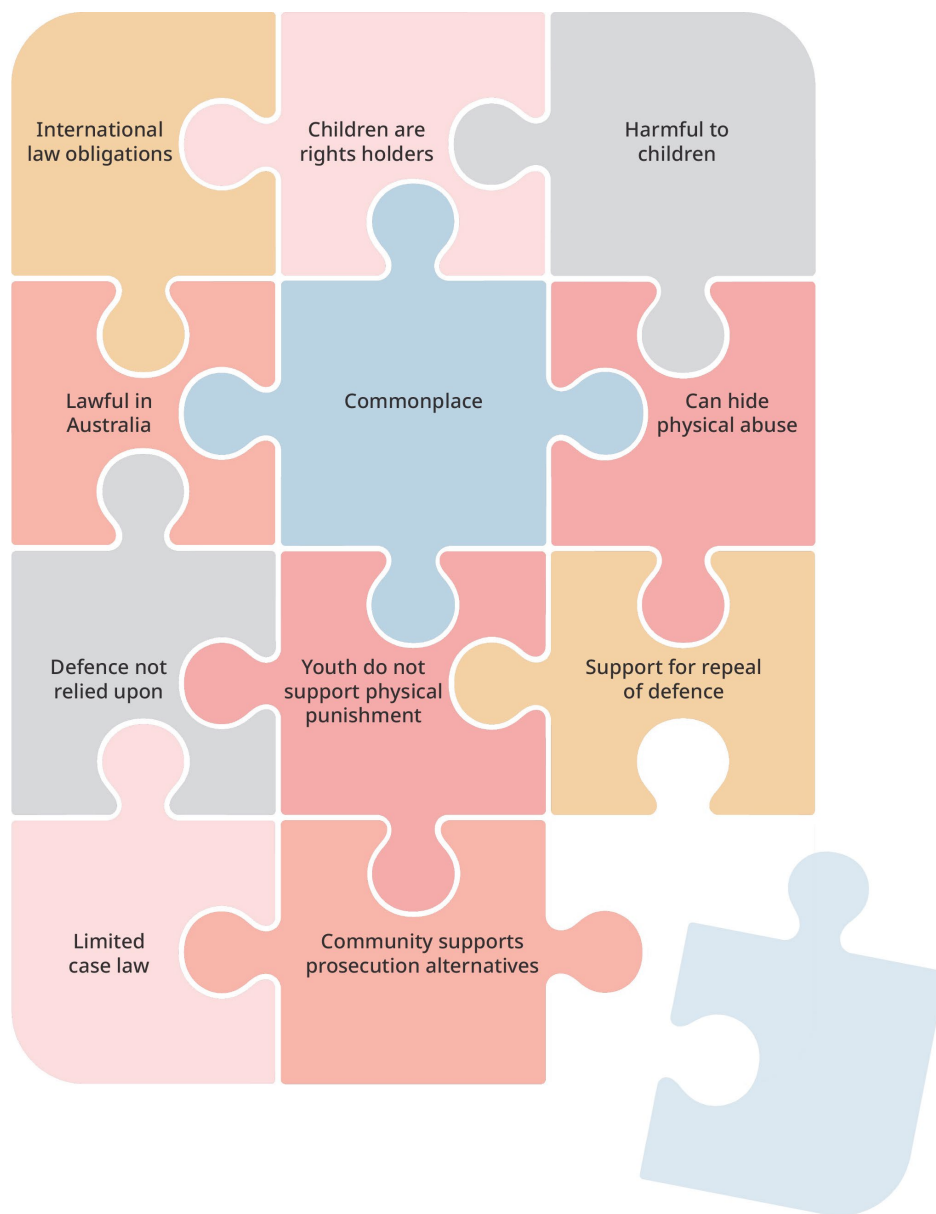 International
law obligations
Children are
rights holders
Harmful to
children
Lawful in
Australia
Commonplace
Can hide
physical abuse
Defence not
relied upon
Youth do not
support physical
punishment
Support for repeal
of defence
Limited
case law
Community supports
prosecution alternatives